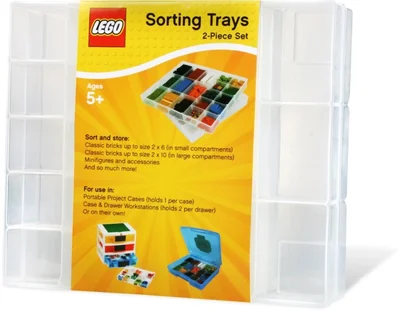 LEGO
Sorting Trays
2-Piece Set
Ages
5+
Sort and store:
Classic bricks up to size 2 x 6 (in small compartments)
Classic bricks up to size 2 x 10 (in large compartments)
Minifigures and accessories
And so much more!
For use in:
Portable Project Cases (holds 1 per case)
Case & Drawer Workstations (holds 2 per drawer)
Or on their own!